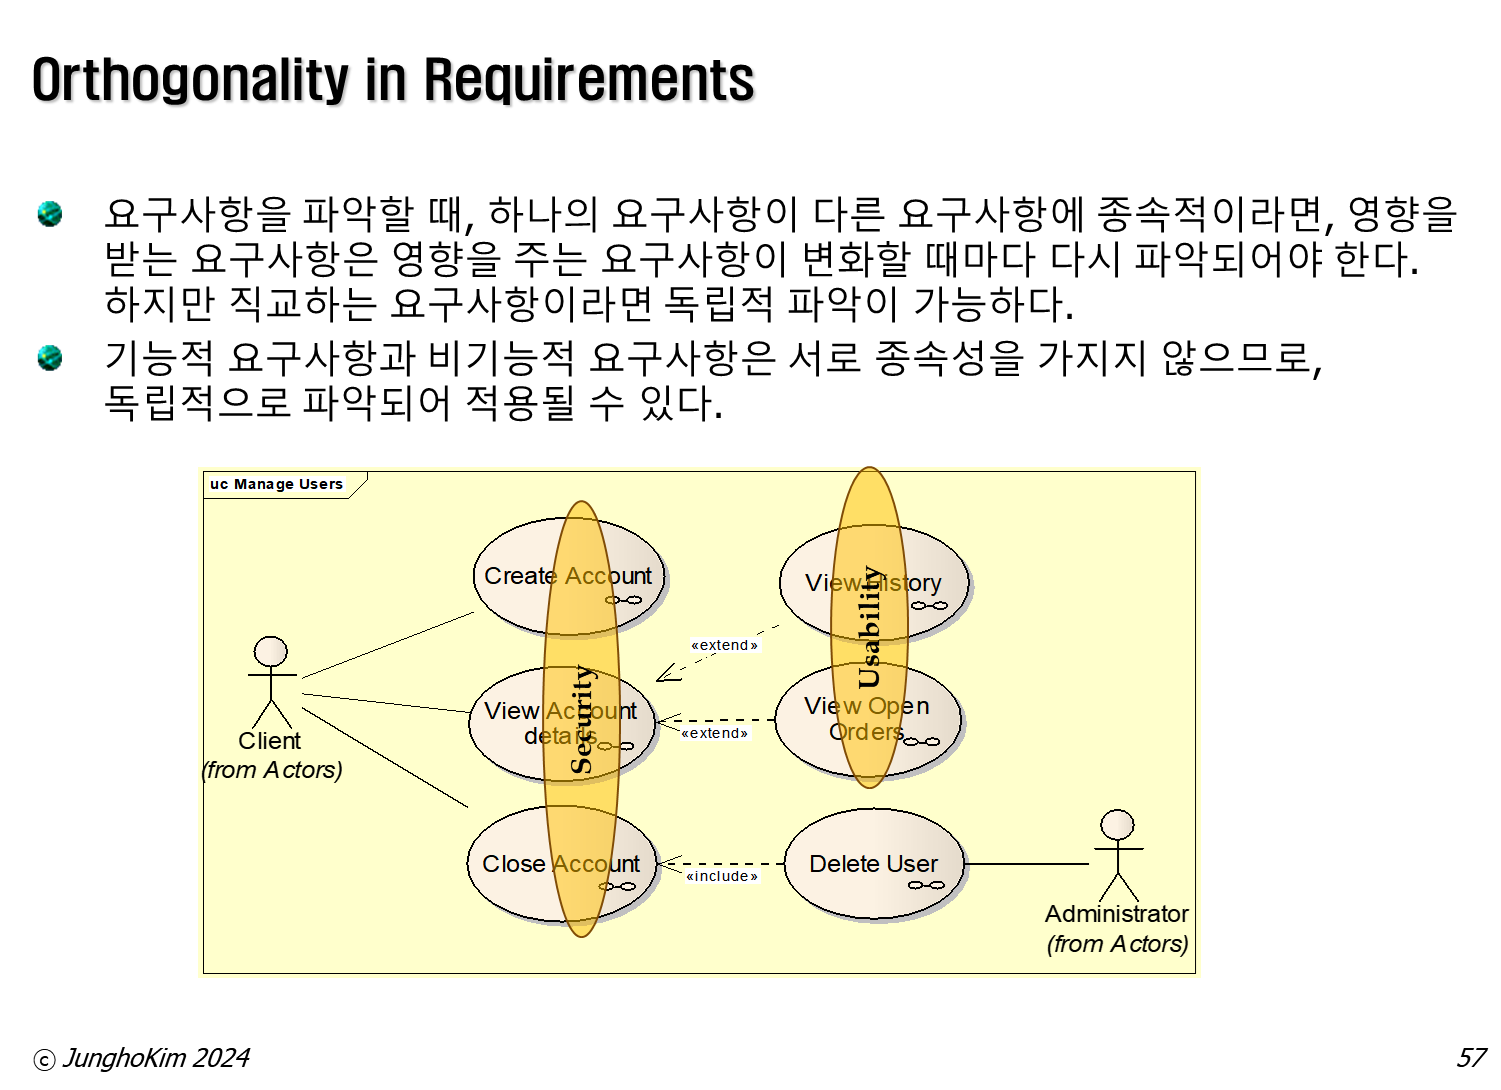 Orthogonality in Requirements
요구사항을 파악할 때, 하나의 요구사항이 다른 요구사항에 종속적이라면, 영향을
받는 요구사항은 영향을 주는 요구사항이 변화할 때마다 다시 파악되어야 한다.
하지만 직교하는 요구사항이라면 독립적 파악이 가능하다.
기능적 요구사항과 비기능적 요구사항은 서로 종속성을 가지지 않으므로,
독립적으로 파악되어 적용될 수 있다.
uc Manage Users
Create Account
View History
Usability
«extend»
Security
View Account
details
View Open
Orders
«extend»
Client
(from Actors)
Close Account
«include»
Delete User
Administrator
(from Actors)
ⓒ JunghoKim 2024
57